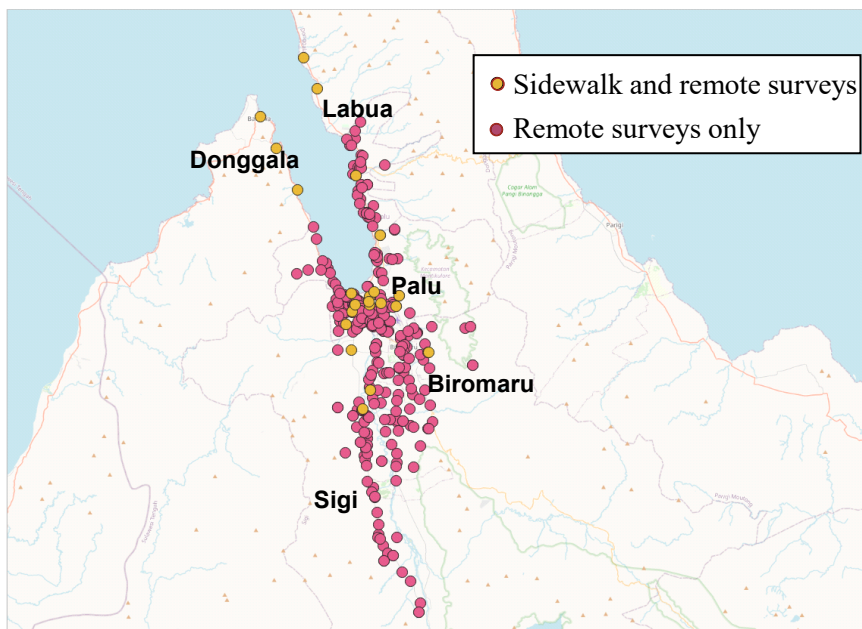 Sidewalk and remote surveys
Remote surveys only
Labua
Donggala
Palu
Biromaru
Sigi